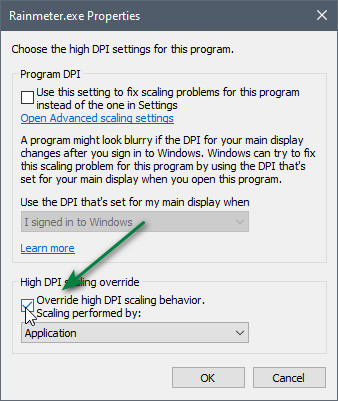 Rainmeter.exe Properties
Choose the high DPI settings for this program.
Program DPI
Use this setting to fix scaling problems for this program
instead of the one in Settings
Open Advanced scaling settings
A program might look blurry if the DPI for your main display
changes after you sign in to Windows. Windows can try to fix
this scaling problem for this program by using the DPI that's
set for your main display when you open this program.
Use the DPI that's set for my main display when
I signed in to Windows
Learn more
High DPI scaling override
Override high DPI scaling behavior.
Scaling performed by:
Application
OK
Cancel